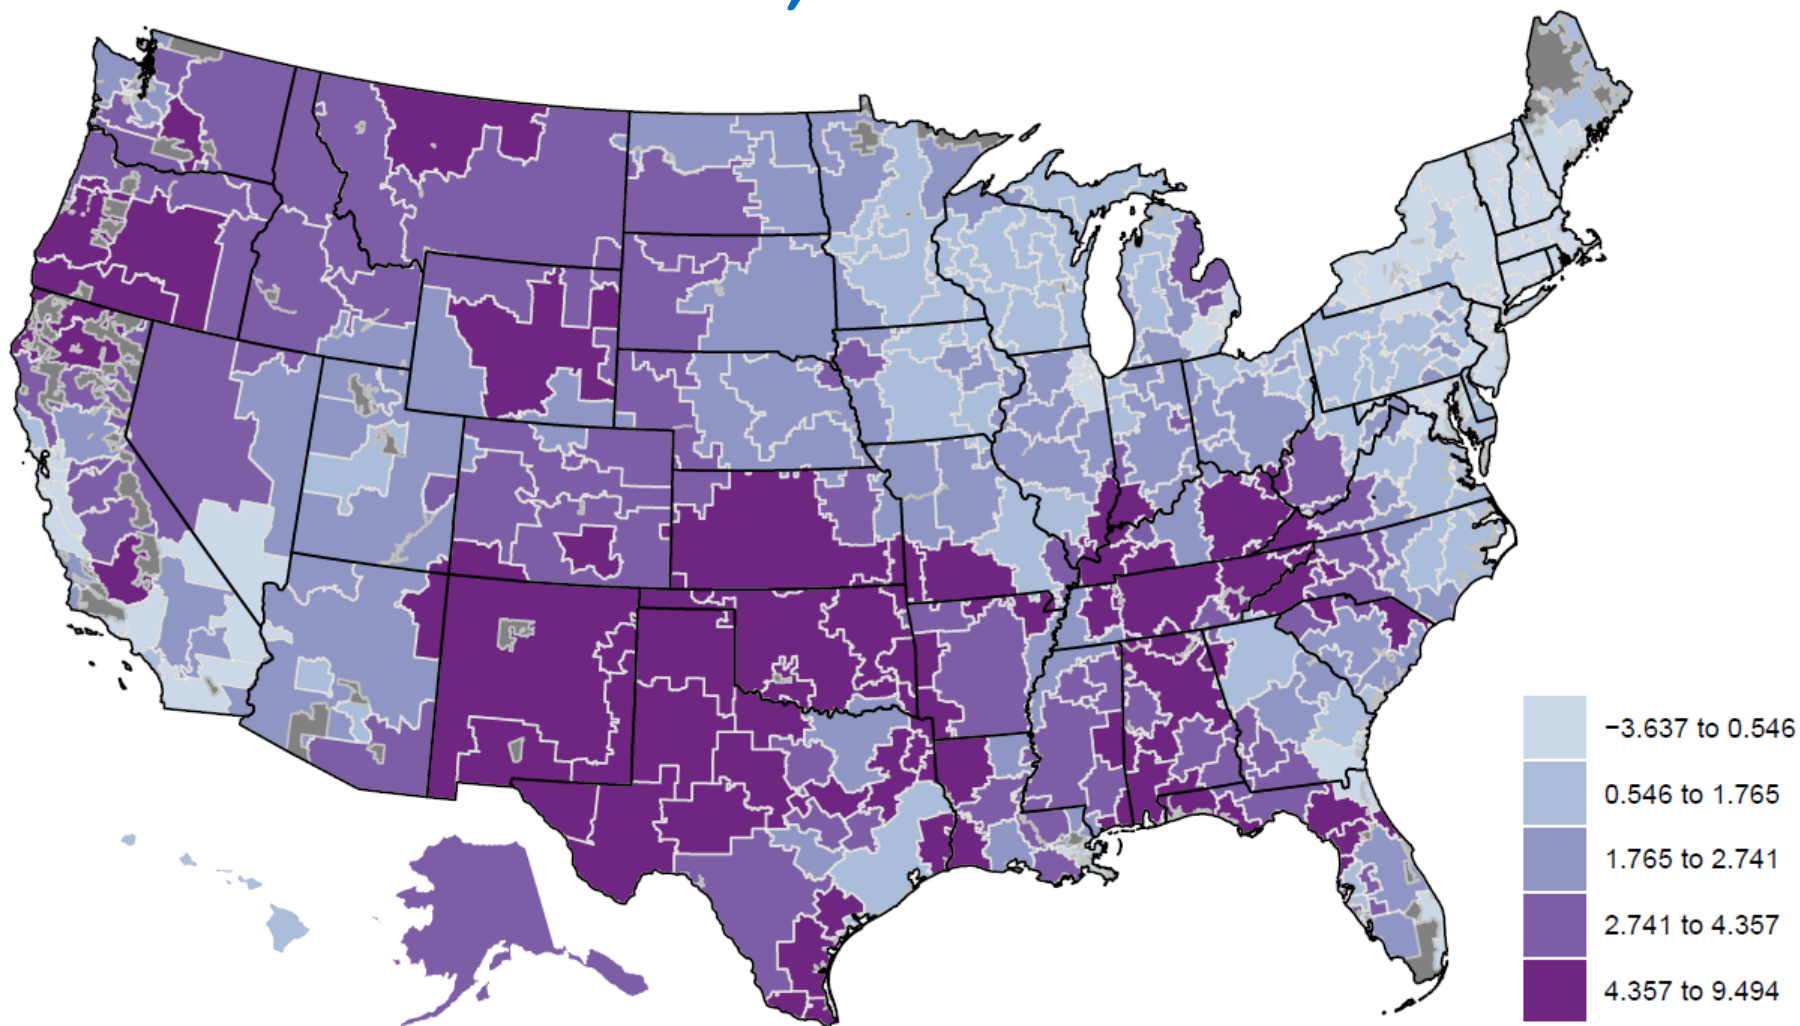 −3.637 to 0.546
0.546 to 1.765
1.765 to 2.741
2.741 to 4.357
4.357 to 9.494